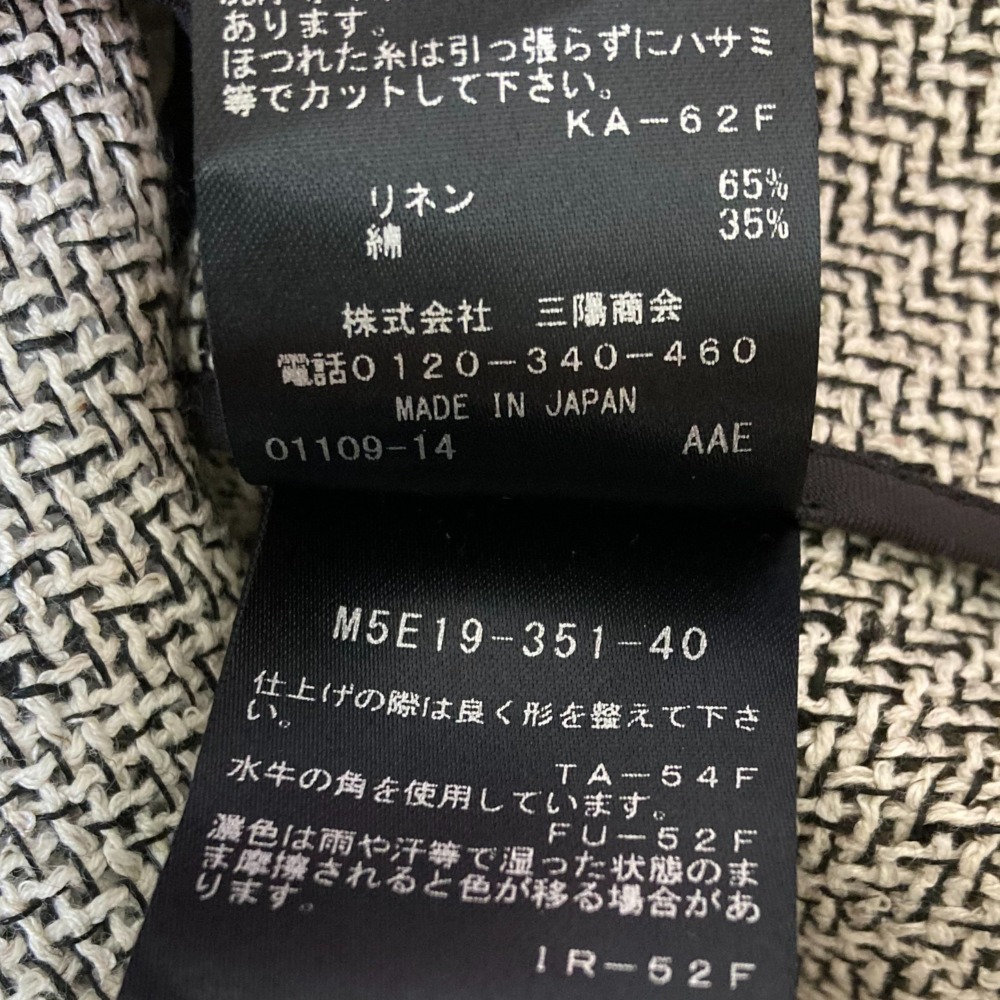 あります。
ほつれた糸は引っ張らずにハサミ
等でカットして下さい。
KA-62F
リネン 65%
綿 35%
株式会社 三陽商会
電話0120-340-460
MADE IN JAPAN
01109-14 AAE
M5E19-351-40
仕上げの際は良く形を整えて下さ
い。
TA-54F
水牛の角を使用しています。
FU-52F
濃色は雨や汗等で湿った状態のま
ま摩擦されると色が移る場合があ
ります。
IR-52F